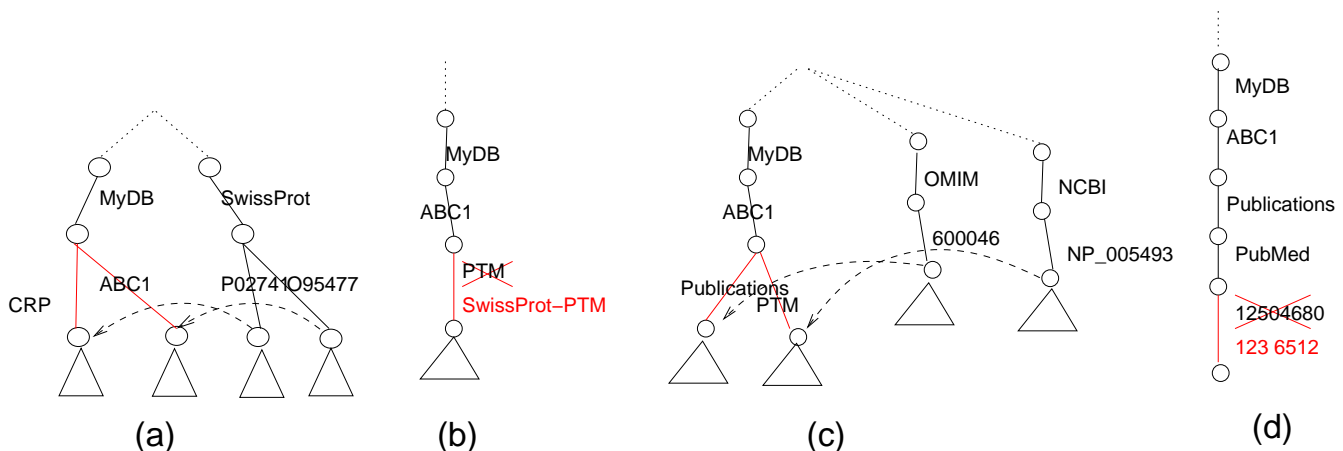 MyDB
SwissProt
CRP
ABC1
P02741
O95477
(a)
MyDB
ABC1
PTM
SwissProt−PTM
(b)
MyDB
OMIM
NCBI
ABC1
600046
NP_005493
Publications
PTM
(c)
MyDB
ABC1
Publications
PubMed
12504680
123 6512
(d)